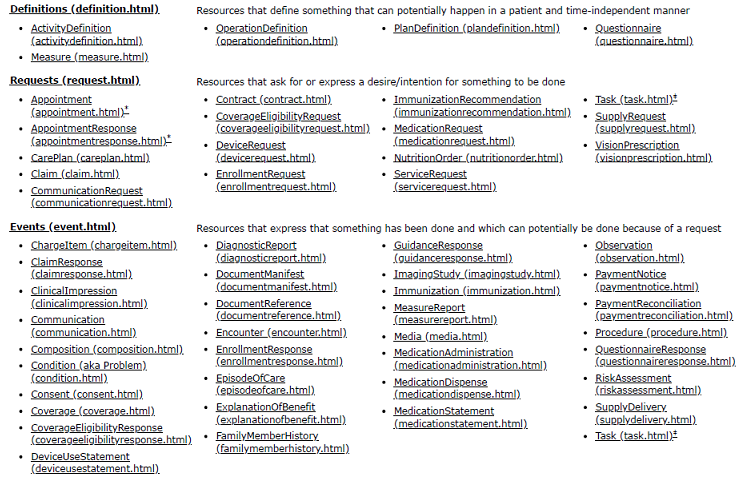 Definitions (definition.html)
Resources that define something that can potentially happen in a patient and time-independent manner
ActivityDefinition
(activitydefinition.html)
Measure (measure.html)
OperationDefinition
(operationdefinition.html)
PlanDefinition (plandefinition.html)
Questionnaire
(questionnaire.html)
Requests (request.html)
Resources that ask for or express a desire/intention for something to be done
Appointment
(appointment.html)‡
AppointmentResponse
(appointmentresponse.html)‡
CarePlan (careplan.html)
Claim (claim.html)
CommunicationRequest
(communicationrequest.html)
Contract (contract.html)
CoverageEligibilityRequest
(coverageeligibilityrequest.html)
DeviceRequest
(devicerequest.html)
EnrollmentRequest
(enrollmentrequest.html)
ImmunizationRecommendation
(immunizationrecommendation.html)
MedicationRequest
(medicationrequest.html)
NutritionOrder (nutritionorder.html)
ServiceRequest
(servicerequest.html)
Task (task.html)‡
SupplyRequest
(supplyrequest.html)
VisionPrescription
(visionprescription.html)
Events (event.html)
Resources that express that something has been done and which can potentially be done because of a request
ChargeItem (chargeitem.html)
ClaimResponse
(claimresponse.html)
ClinicalImpression
(clinicalimpression.html)
Communication
(communication.html)
Composition (composition.html)
Condition (aka Problem)
(condition.html)
Consent (consent.html)
Coverage (coverage.html)
CoverageEligibilityResponse
(coverageeligibilityresponse.html)
DeviceUseStatement
(deviceusestatement.html)
DiagnosticReport
(diagnosticreport.html)
DocumentManifest
(documentmanifest.html)
DocumentReference
(documentreference.html)
Encounter (encounter.html)
EnrollmentResponse
(enrollmentresponse.html)
EpisodeOfCare
(episodeofcare.html)
ExplanationOfBenefit
(explanationofbenefit.html)
FamilyMemberHistory
(familymemberhistory.html)
GuidanceResponse
(guidanceresponse.html)
ImagingStudy (imagingstudy.html)
Immunization (immunization.html)
MeasureReport
(measurereport.html)
Media (media.html)
MedicationAdministration
(medicationadministration.html)
MedicationDispense
(medicationdispense.html)
MedicationStatement
(medicationstatement.html)
Observation
(observation.html)
PaymentNotice
(paymentnotice.html)
PaymentReconciliation
(paymentreconciliation.html)
Procedure (procedure.html)
QuestionnaireResponse
(questionnaireresponse.html)
RiskAssessment
(riskassessment.html)
SupplyDelivery
(supplydelivery.html)
Task (task.html)‡